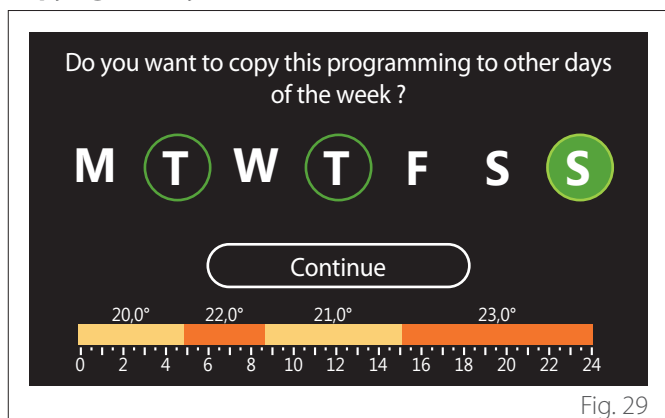 Do you want to copy this programming to other days
of the week ?
M T W T F S S
Continue
20,0° 22,0° 21,0° 23,0°
0 2 4 6 8 10 12 14 16 18 20 22 24
Fig. 29